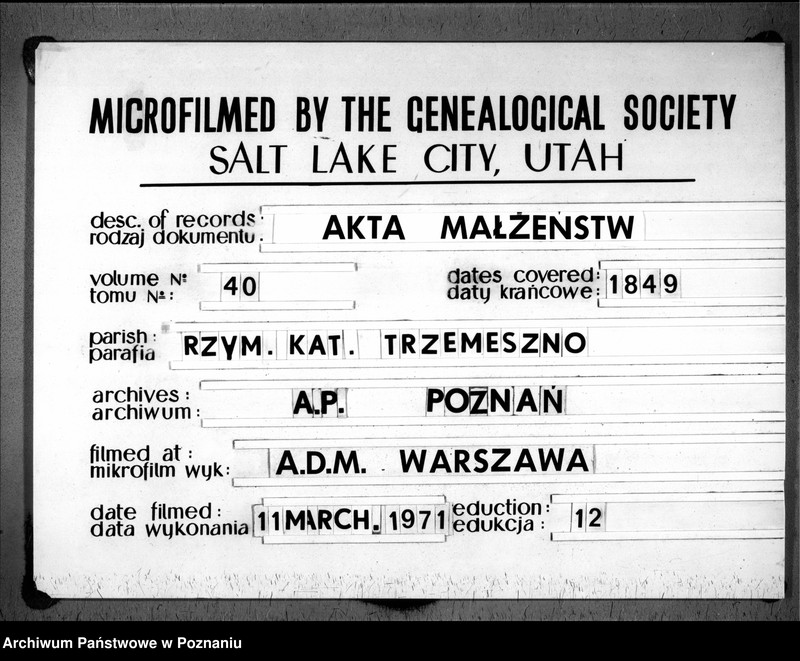 MICROFILMED BY THE GENEALOGICAL SOCIETY
SALT LAKE CITY, UTAH
desc. of records:
rodzaj dokumentu: AKTA MAŁŻEŃSTW
volume №
tomu №: 40
dates covered:
daty krańcowe: 1849
parish:
parafia RZYM. KAT. TRZEMESZNO
archives:
archiwum: A.P. POZNAŃ
filmed at:
mikrofilm wyk: A.D.M. WARSZAWA
date filmed:
data wykonania 11 MARCH. 1971
eduction:
edukcja: 12
Archiwum Państwowe w Poznaniu